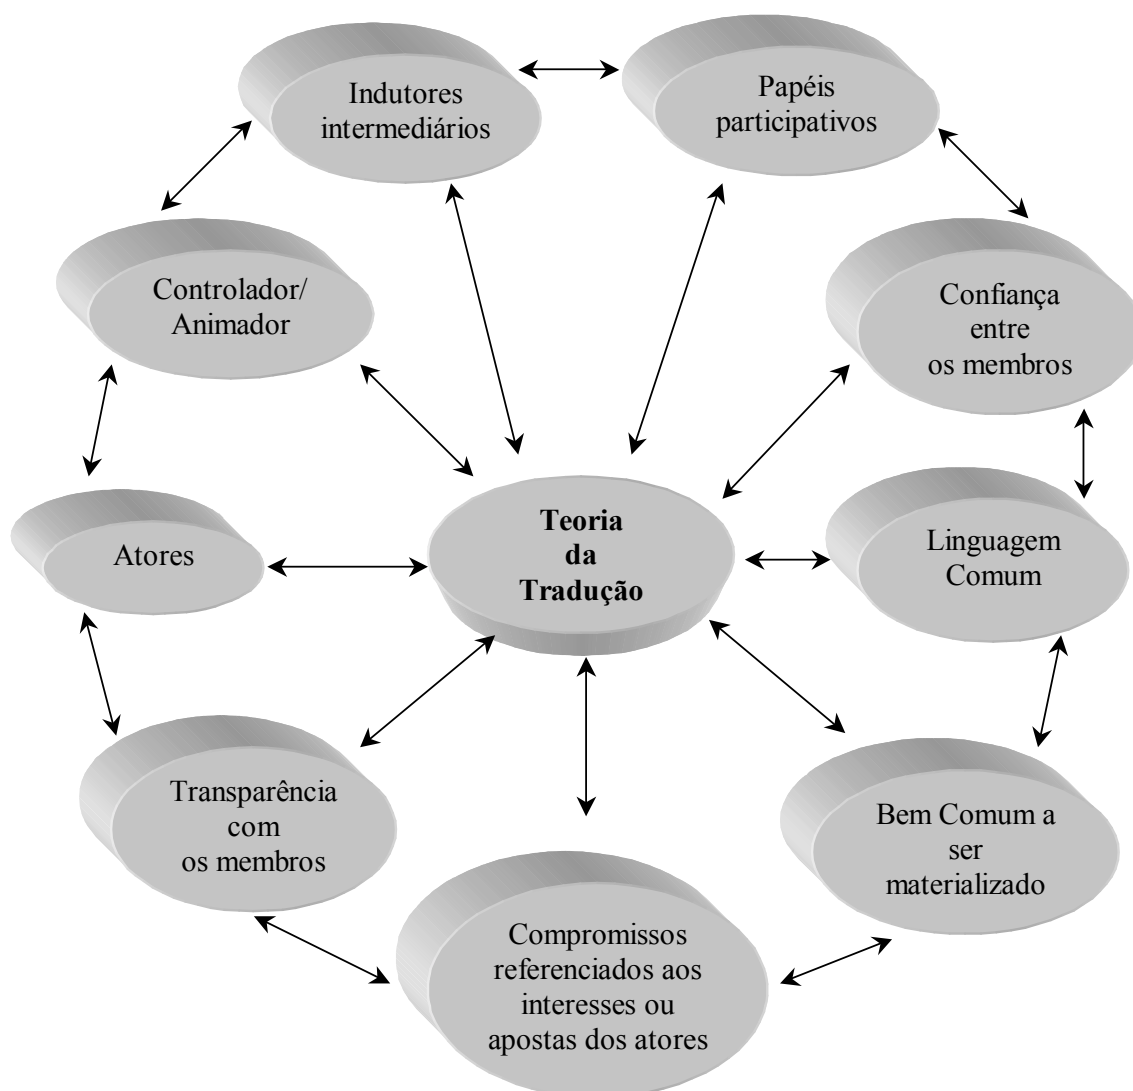 Indutores
intermediários
Papéis
participativos
Controlador/
Animador
Confiança
entre
os membros
Atores
Teoria
da
Tradução
Linguagem
Comum
Transparência
com
os membros
Bem Comum a
ser
materializado
Compromissos
referenciados aos
interesses ou
apostas dos atores